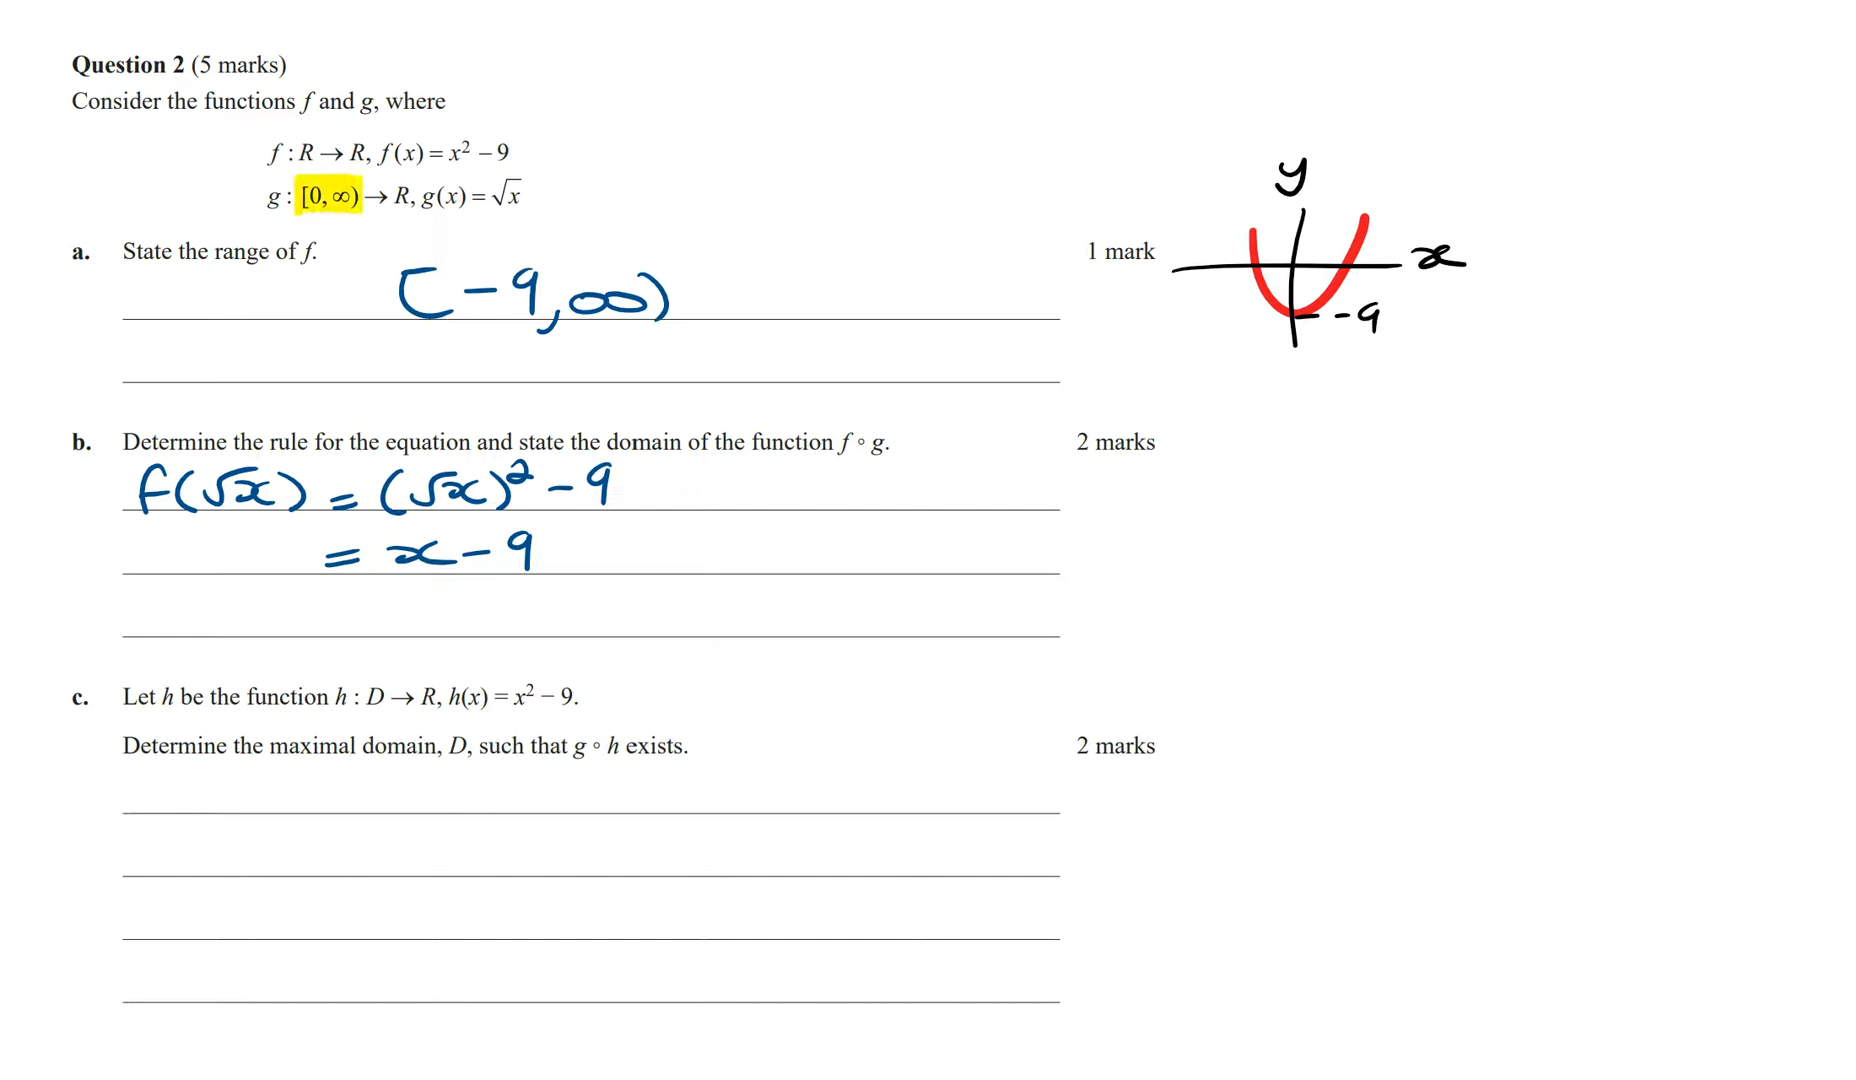 Question 2 (5 marks)
Consider the functions f and g, where
f : R → R, f(x) = x² − 9
g : [0, ∞) → R, g(x) = √x
a. State the range of f. 1 mark
[−9, ∞)
y
x
−9
b. Determine the rule for the equation and state the domain of the function f ∘ g. 2 marks
f(√x) = (√x)² − 9
= x − 9
c. Let h be the function h : D → R, h(x) = x² − 9.
Determine the maximal domain, D, such that g ∘ h exists. 2 marks